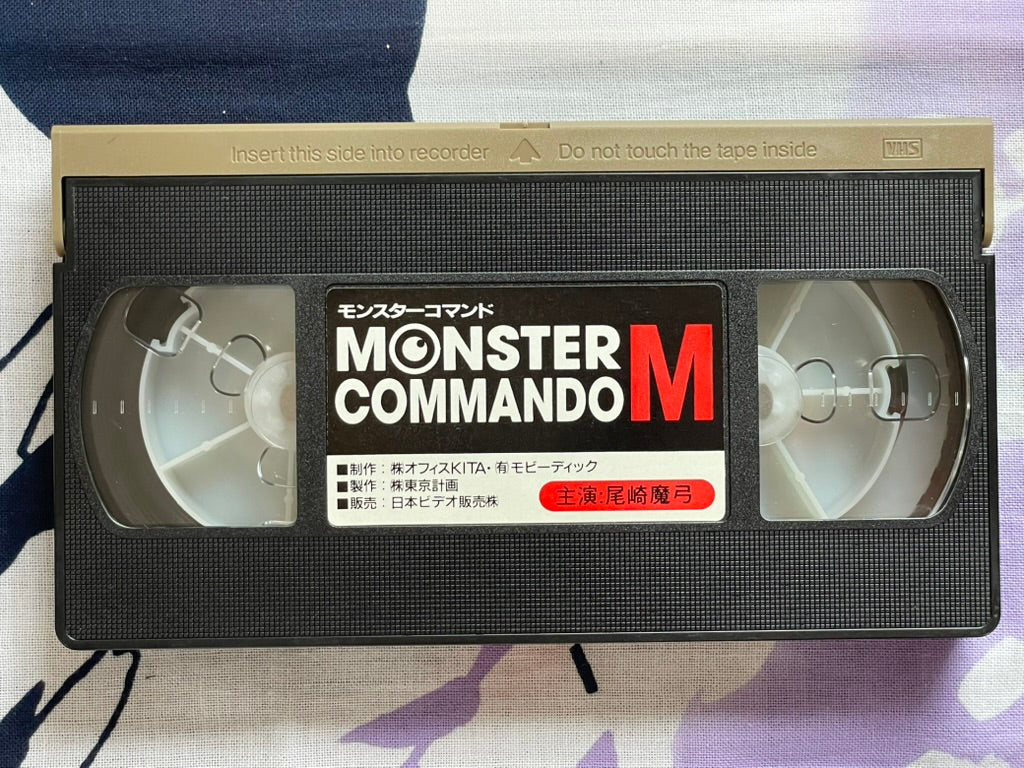 Insert this side into recorder Do not touch the tape inside VHS
モンスターコマンド
MONSTER
COMMANDO M
■制作：㈱オフィスKITA・㈲モビーディック
■製作：㈱東京計画
■販売：日本ビデオ販売㈱
主演:尾崎魔弓